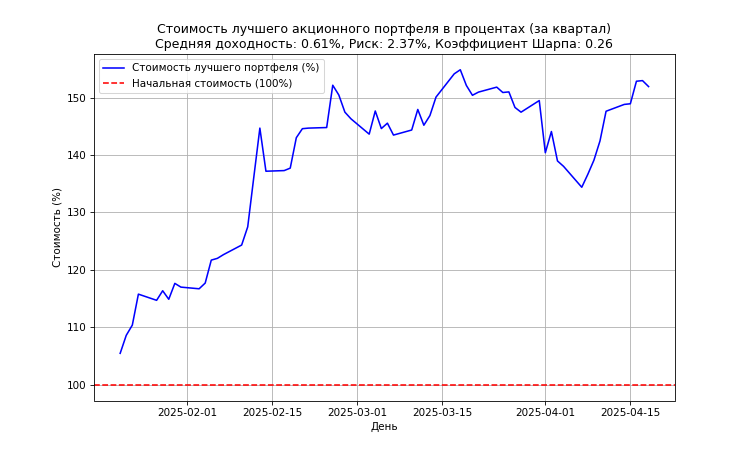 Стоимость лучшего акционного портфеля в процентах (за квартал)
Средняя доходность: 0.61%, Риск: 2.37%, Коэффициент Шарпа: 0.26
Стоимость лучшего портфеля (%)
Начальная стоимость (100%)
Стоимость (%)
150
140
130
120
110
100
2025-02-01
2025-02-15
2025-03-01
2025-03-15
2025-04-01
2025-04-15
День